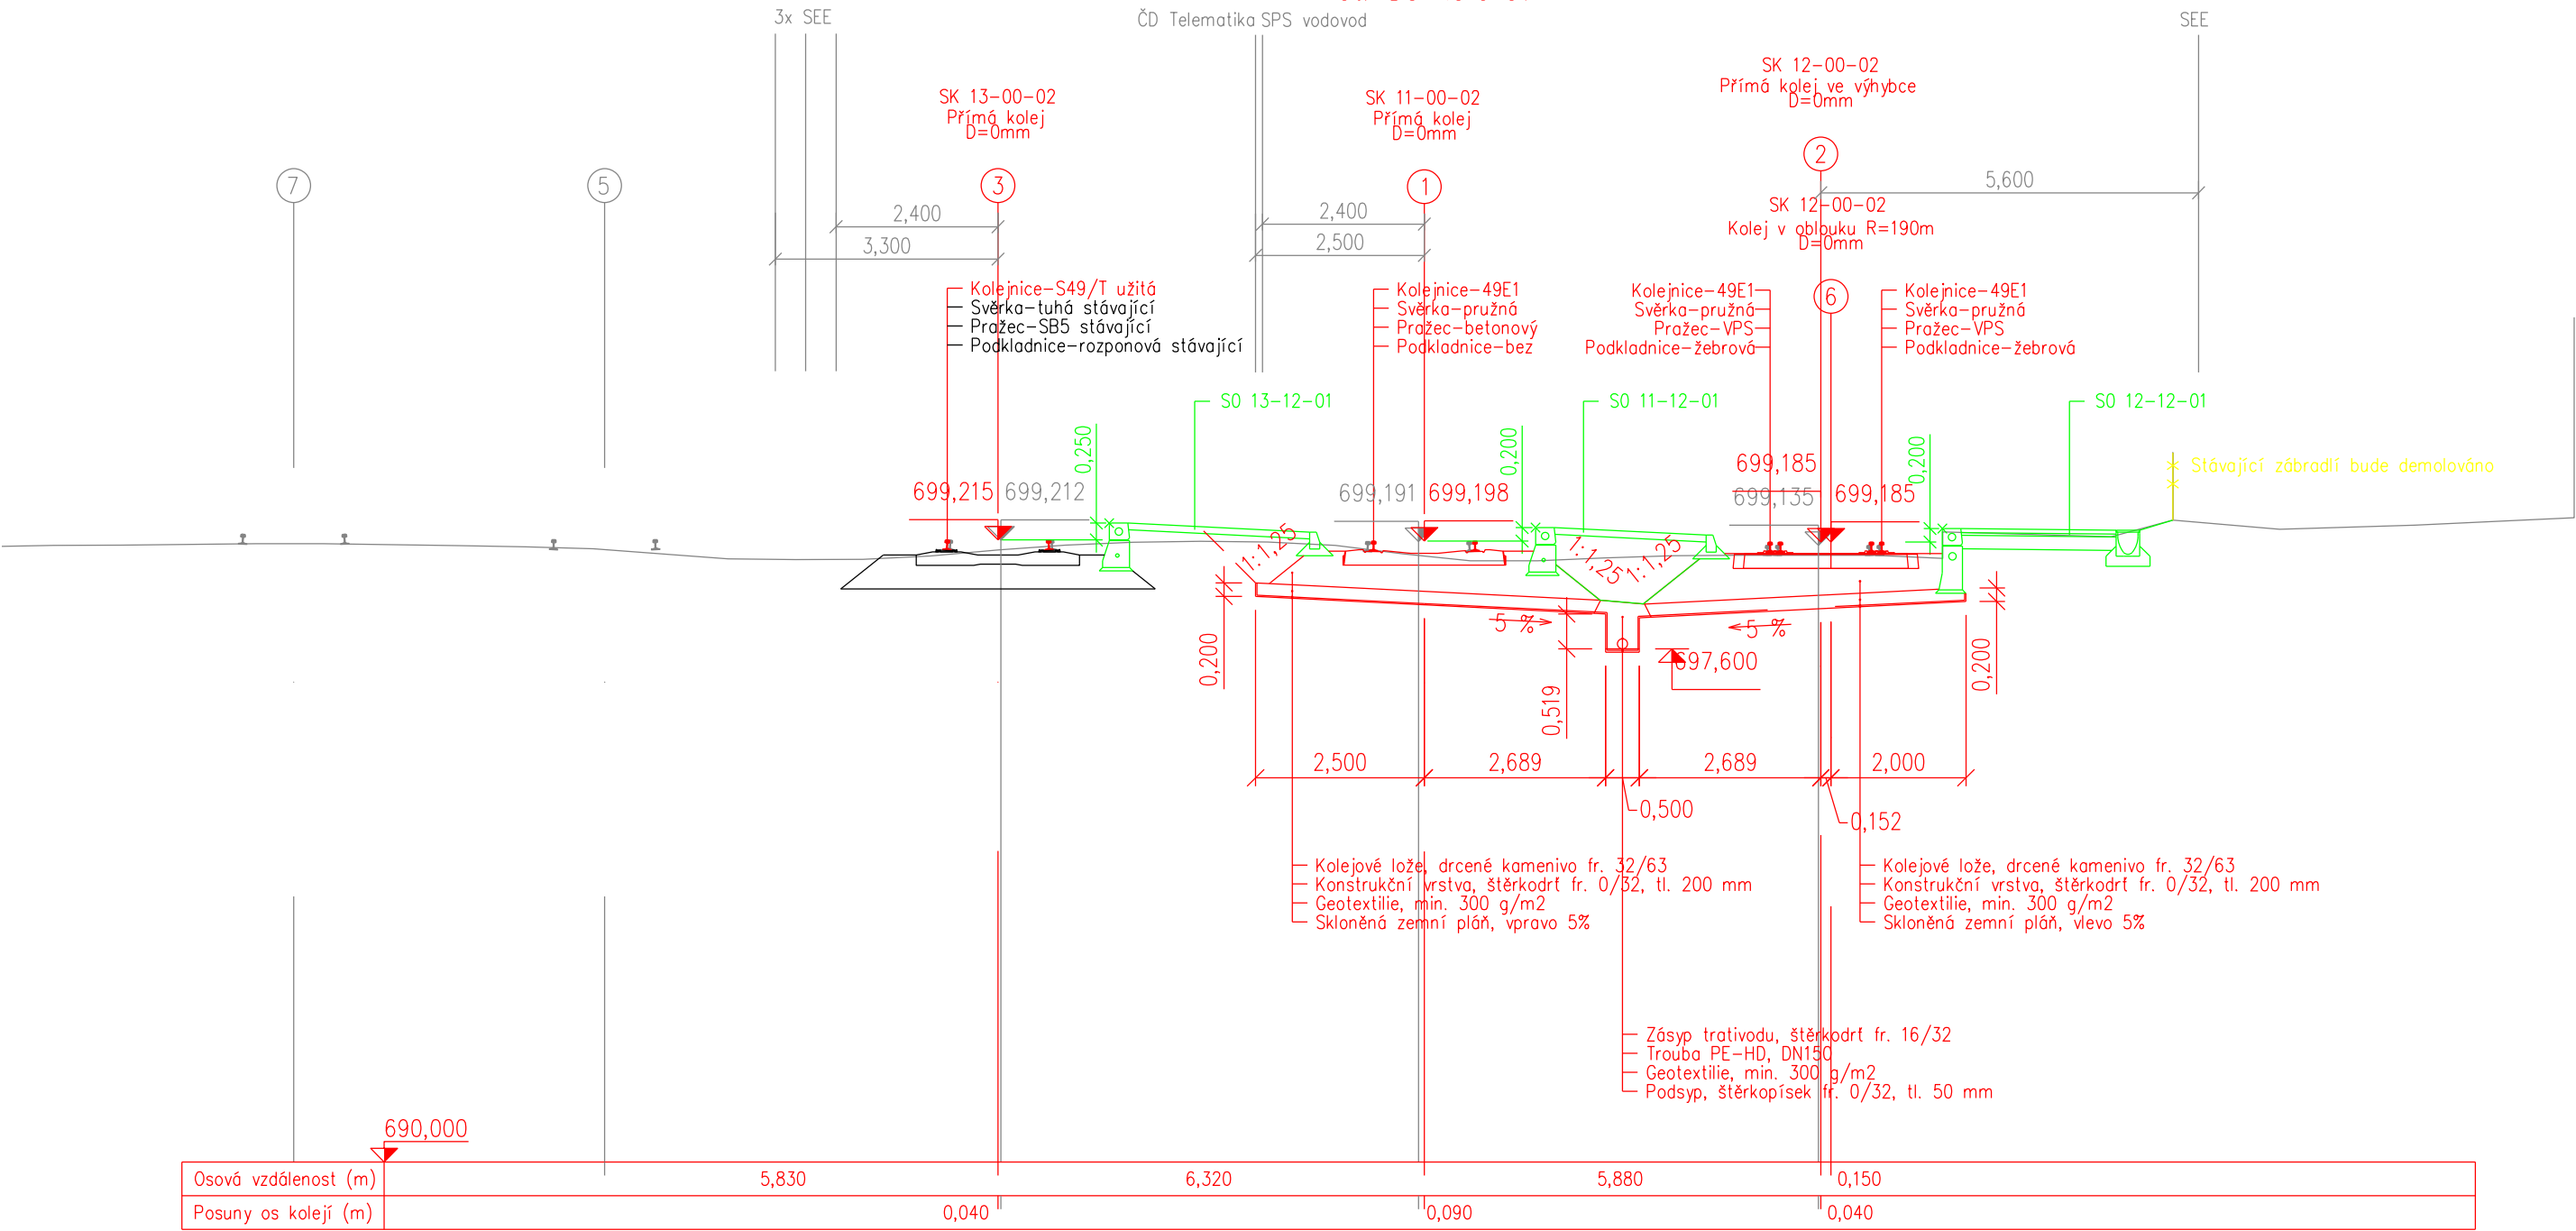 3x SEE
ČD Telematika SPS vodovod
SEE
SK 13-00-02
Přímá kolej
D=0mm
SK 11-00-02
Přímá kolej
D=0mm
SK 12-00-02
Přímá kolej ve výhybce
D=0mm
7
5
3
1
2
5,600
2,400
3,300
2,400
2,500
SK 12-00-02
Kolej v oblouku R=190m
D=0mm
6
Kolejnice-S49/T užitá
Svěrka-tuhá stávající
Pražec-SB5 stávající
Podkladnice-rozponová stávající
Kolejnice-49E1
Svěrka-pružná
Pražec-betonový
Podkladnice-bez
Kolejnice-49E1
Svěrka-pružná
Pražec-VPS
Podkladnice-žebrová
Kolejnice-49E1
Svěrka-pružná
Pražec-VPS
Podkladnice-žebrová
SO 13-12-01
SO 11-12-01
SO 12-12-01
0,250
0,200
0,200
Stávající zábradlí bude demolováno
699,215
699,212
699,191
699,198
699,185
699,135
699,185
1:1,25
1:1,25
1:1,25
5 %
5 %
697,600
0,200
0,519
0,200
2,500
2,689
2,689
2,000
0,500
0,152
Kolejové lože, drcené kamenivo fr. 32/63
Konstrukční vrstva, štěrkodrť fr. 0/32, tl. 200 mm
Geotextilie, min. 300 g/m2
Skloněná zemní pláň, vpravo 5%
Kolejové lože, drcené kamenivo fr. 32/63
Konstrukční vrstva, štěrkodrť fr. 0/32, tl. 200 mm
Geotextilie, min. 300 g/m2
Skloněná zemní pláň, vlevo 5%
Zásyp trativodu, štěrkodrť fr. 16/32
Trouba PE-HD, DN150
Geotextilie, min. 300 g/m2
Podsyp, štěrkopísek fr. 0/32, tl. 50 mm
690,000
Osová vzdálenost (m)
5,830
6,320
5,880
0,150
Posuny os kolejí (m)
0,040
0,090
0,040